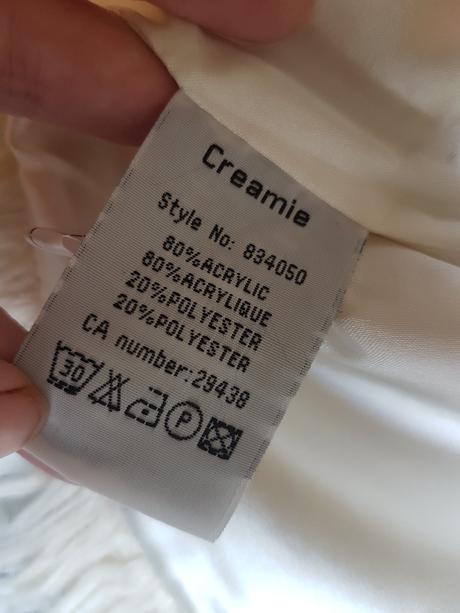 Creamie
Style No: 834050
80%ACRYLIC
80%ACRYLIQUE
20%POLYESTER
20%POLYESTER
CA number:29438
30 P